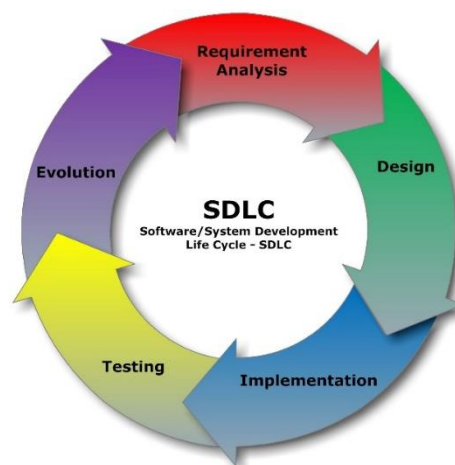 Requirement
Analysis
Design
Evolution
SDLC
Software/System Development
Life Cycle - SDLC
Testing
Implementation